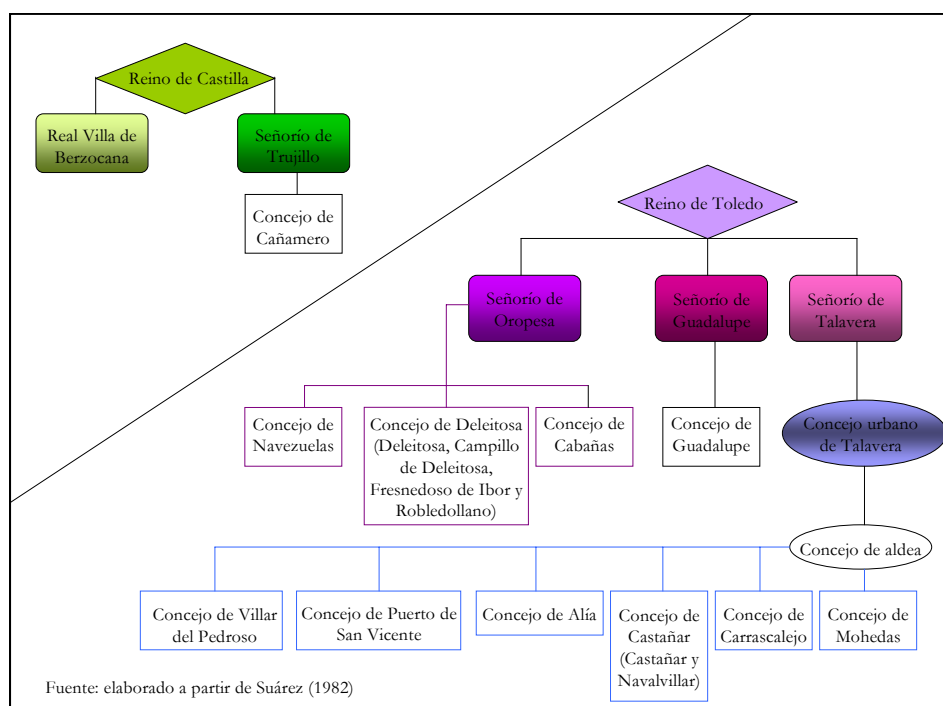 Reino de Castilla
Real Villa de
Berzocana
Señorío de
Trujillo
Concejo de
Cañamero
Reino de Toledo
Señorío de
Oropesa
Señorío de
Guadalupe
Señorío de
Talavera
Concejo de
Navezuelas
Concejo de Deleitosa
(Deleitosa, Campillo
de Deleitosa,
Fresnedoso de Ibor y
Robledollano)
Concejo de
Cabañas
Concejo de
Guadalupe
Concejo urbano
de Talavera
Concejo de aldea
Concejo de Villar
del Pedroso
Concejo de Puerto de
San Vicente
Concejo de Alía
Concejo de
Castañar
(Castañar y
Navalvillar)
Concejo de
Carrascalejo
Concejo de
Mohedas
Fuente: elaborado a partir de Suárez (1982)